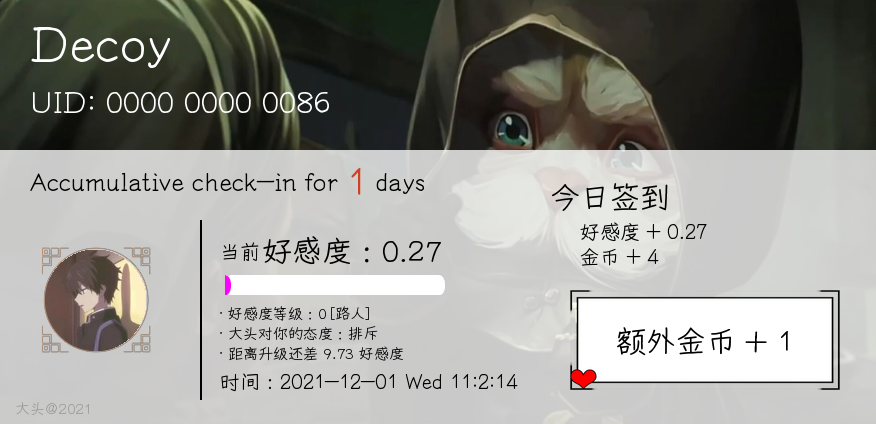 Decoy
UID: 0000 0000 0086
Accumulative check-in for 1 days
当前好感度：0.27
· 好感度等级：0 [路人]
· 大头对你的态度：排斥
· 距离升级还差 9.73 好感度
时间：2021-12-01 Wed 11:2:14
今日签到
好感度 + 0.27
金币 + 4
额外金币 + 1
大头@2021